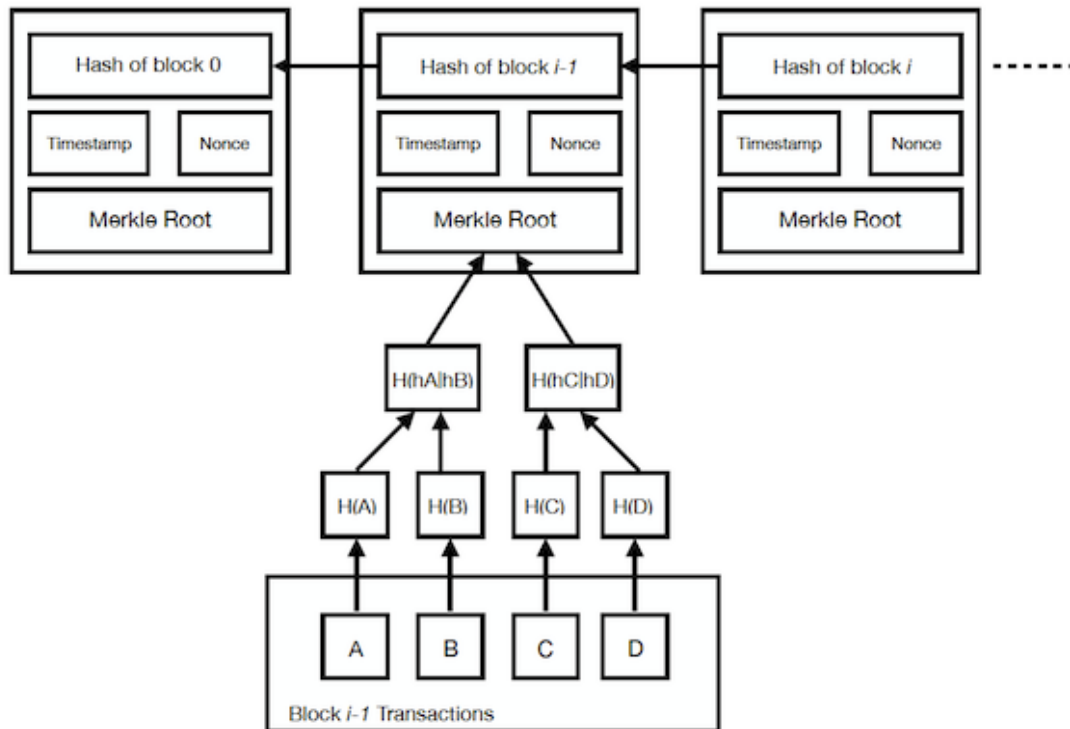 Hash of block 0
Hash of block i-1
Hash of block i
Timestamp
Nonce
Timestamp
Nonce
Timestamp
Nonce
Merkle Root
Merkle Root
Merkle Root
H(hA|hB)
H(hC|hD)
H(A)
H(B)
H(C)
H(D)
A
B
C
D
Block i-1 Transactions